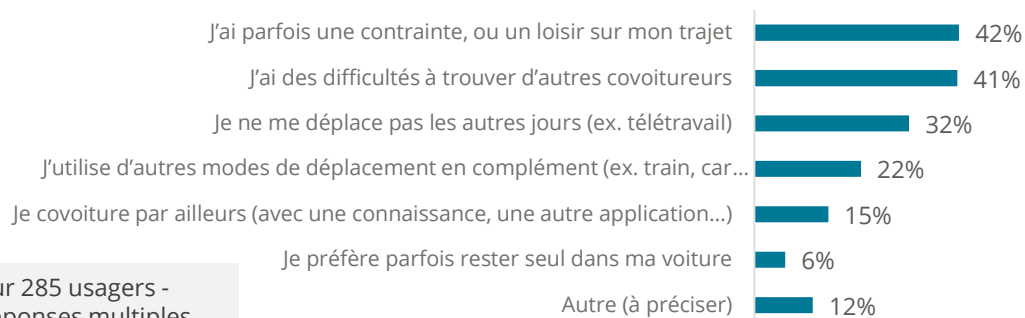 J'ai parfois une contrainte, ou un loisir sur mon trajet 42%
J'ai des difficultés à trouver d'autres covoitureurs 41%
Je ne me déplace pas les autres jours (ex. télétravail) 32%
J'utilise d'autres modes de déplacement en complément (ex. train, car... 22%
Je covoiture par ailleurs (avec une connaissance, une autre application...) 15%
Je préfère parfois rester seul dans ma voiture 6%
Autre (à préciser) 12%
285 usagers -
multiples